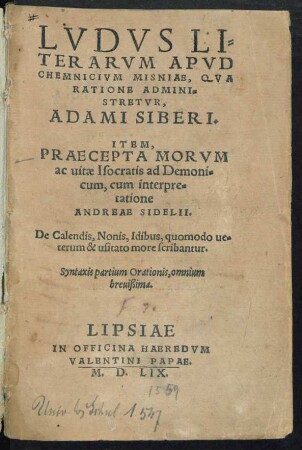 LVDVS LI-
TERARVM APVD
CHEMNICIVM MISNIAE, QVA
RATIONE ADMINI-
STRETVR,
ADAMI SIBERI.
ITEM,
PRAECEPTA MORVM
ac uitæ Isocratis ad Demoni-
cum, cum interpre-
tatione
ANDREAE SIDELII.
De Calendis, Nonis, Idibus, quomodo ue-
terum & usitato more scribantur.
Syntaxis partium Orationis, omnium
breuißima.
LIPSIAE
IN OFFICINA HAEREDVM
VALENTINI PAPAE.
M. D. LIX.
1559
1547